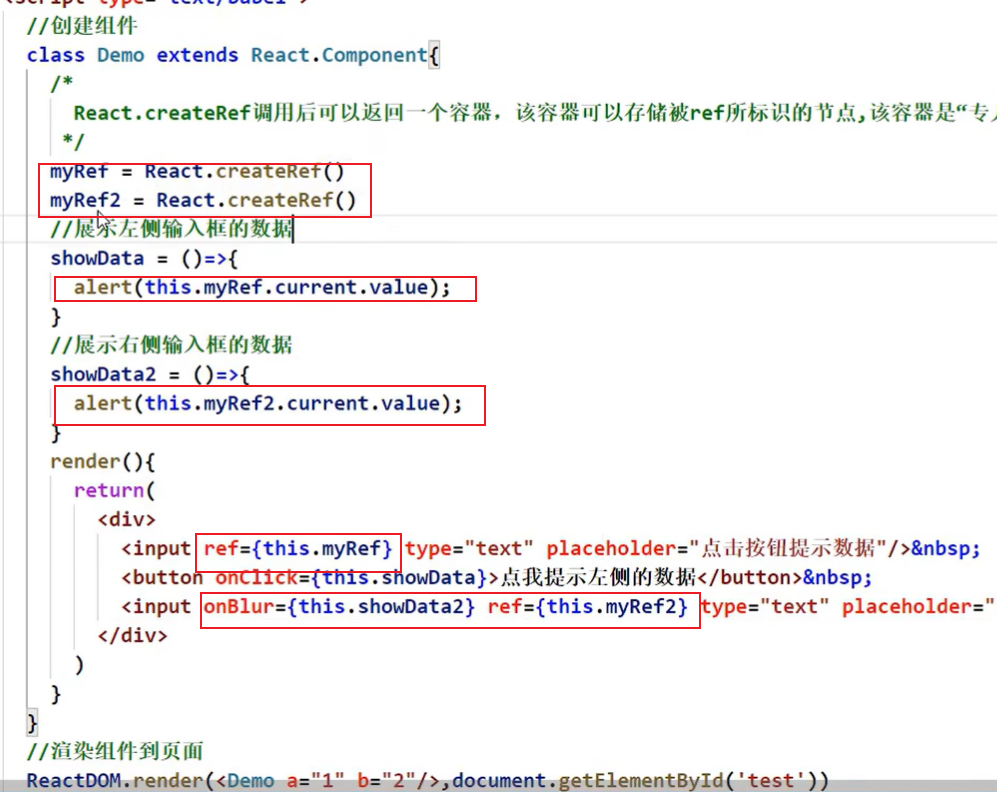 <script type="text/babel">
//创建组件
class Demo extends React.Component{
/*
React.createRef调用后可以返回一个容器，该容器可以存储被ref所标识的节点,该容器是“专
*/
myRef = React.createRef()
myRef2 = React.createRef()
//展示左侧输入框的数据
showData = ()=>{
alert(this.myRef.current.value);
}
//展示右侧输入框的数据
showData2 = ()=>{
alert(this.myRef2.current.value);
}
render(){
return(
<div>
<input ref={this.myRef} type="text" placeholder="点击按钮提示数据"/>&nbsp;
<button onClick={this.showData}>点我提示左侧的数据</button>&nbsp;
<input onBlur={this.showData2} ref={this.myRef2} type="text" placeholder="
</div>
)
}
}
//渲染组件到页面
ReactDOM.render(<Demo a="1" b="2"/>,document.getElementById('test'))